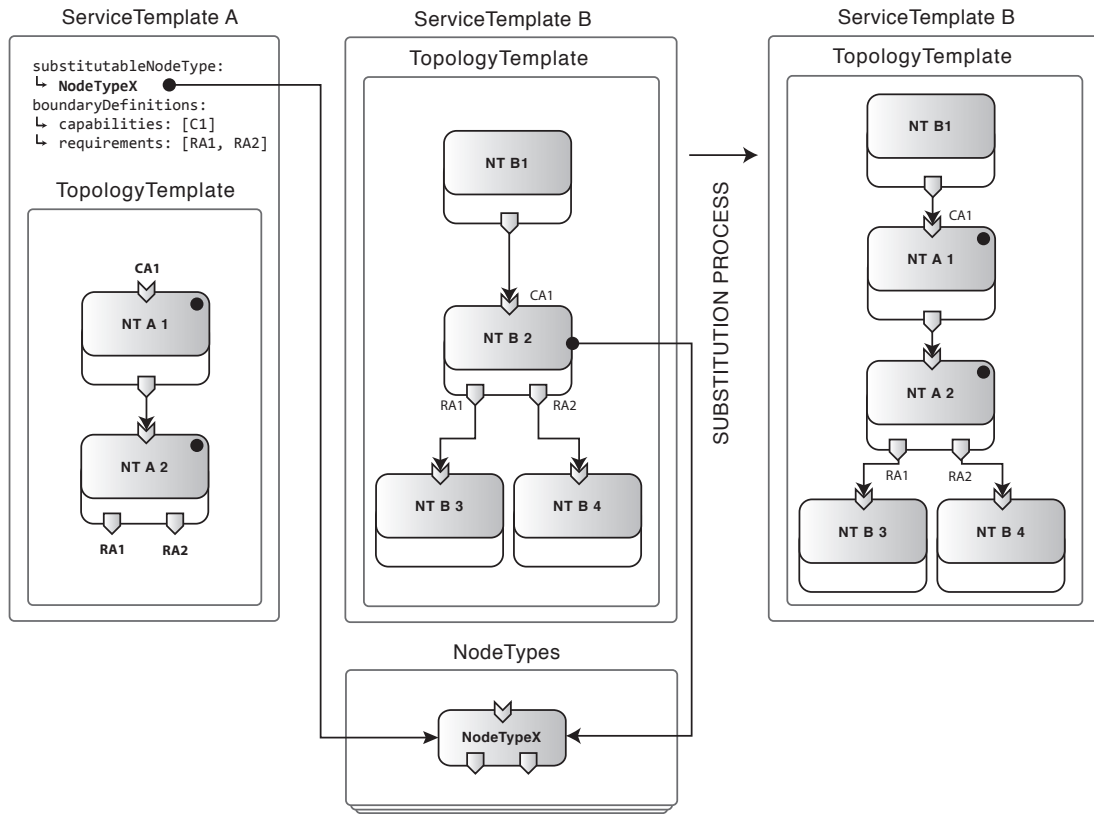 ServiceTemplate A
substitutableNodeType:
↳ NodeTypeX
boundaryDefinitions:
↳ capabilities: [C1]
↳ requirements: [RA1, RA2]
TopologyTemplate
CA1
NT A 1
NT A 2
RA1 RA2
ServiceTemplate B
TopologyTemplate
NT B1
CA1
NT B 2
RA1 RA2
NT B 3 NT B 4
NodeTypes
NodeTypeX
SUBSTITUTION PROCESS
ServiceTemplate B
TopologyTemplate
NT B1
CA1
NT A 1
NT A 2
RA1 RA2
NT B 3 NT B 4